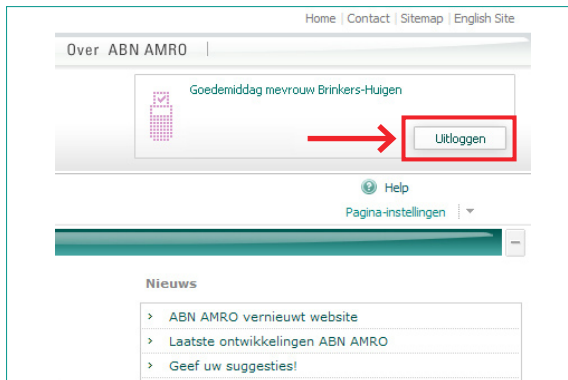 Home | Contact | Sitemap | English Site
Over ABN AMRO
Goedemiddag mevrouw Brinkers-Huigen
Uitloggen
Help
Pagina-instellingen
Nieuws
ABN AMRO vernieuwt website
Laatste ontwikkelingen ABN AMRO
Geef uw suggesties!